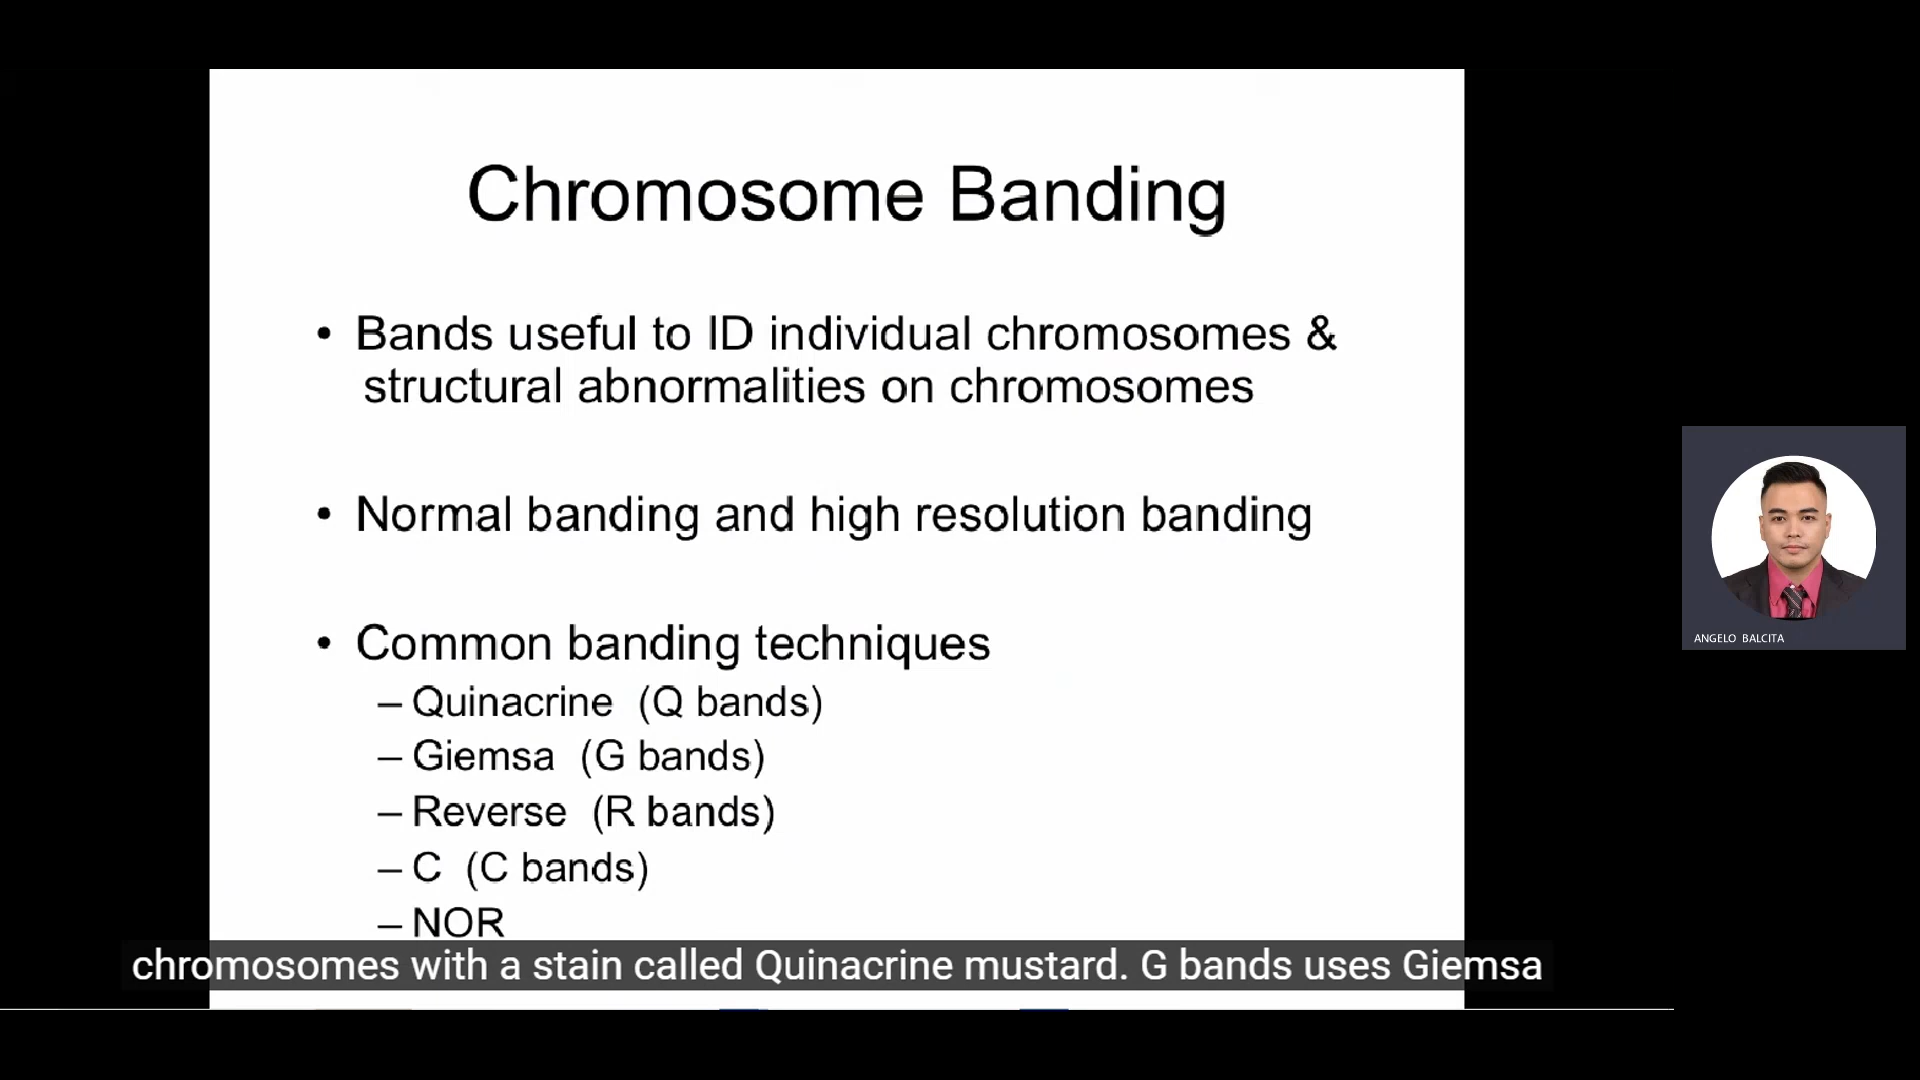 Chromosome Banding
• Bands useful to ID individual chromosomes &
structural abnormalities on chromosomes
• Normal banding and high resolution banding
• Common banding techniques
– Quinacrine (Q bands)
– Giemsa (G bands)
– Reverse (R bands)
– C (C bands)
– NOR
chromosomes with a stain called Quinacrine mustard. G bands uses Giemsa
ANGELO BALCITA